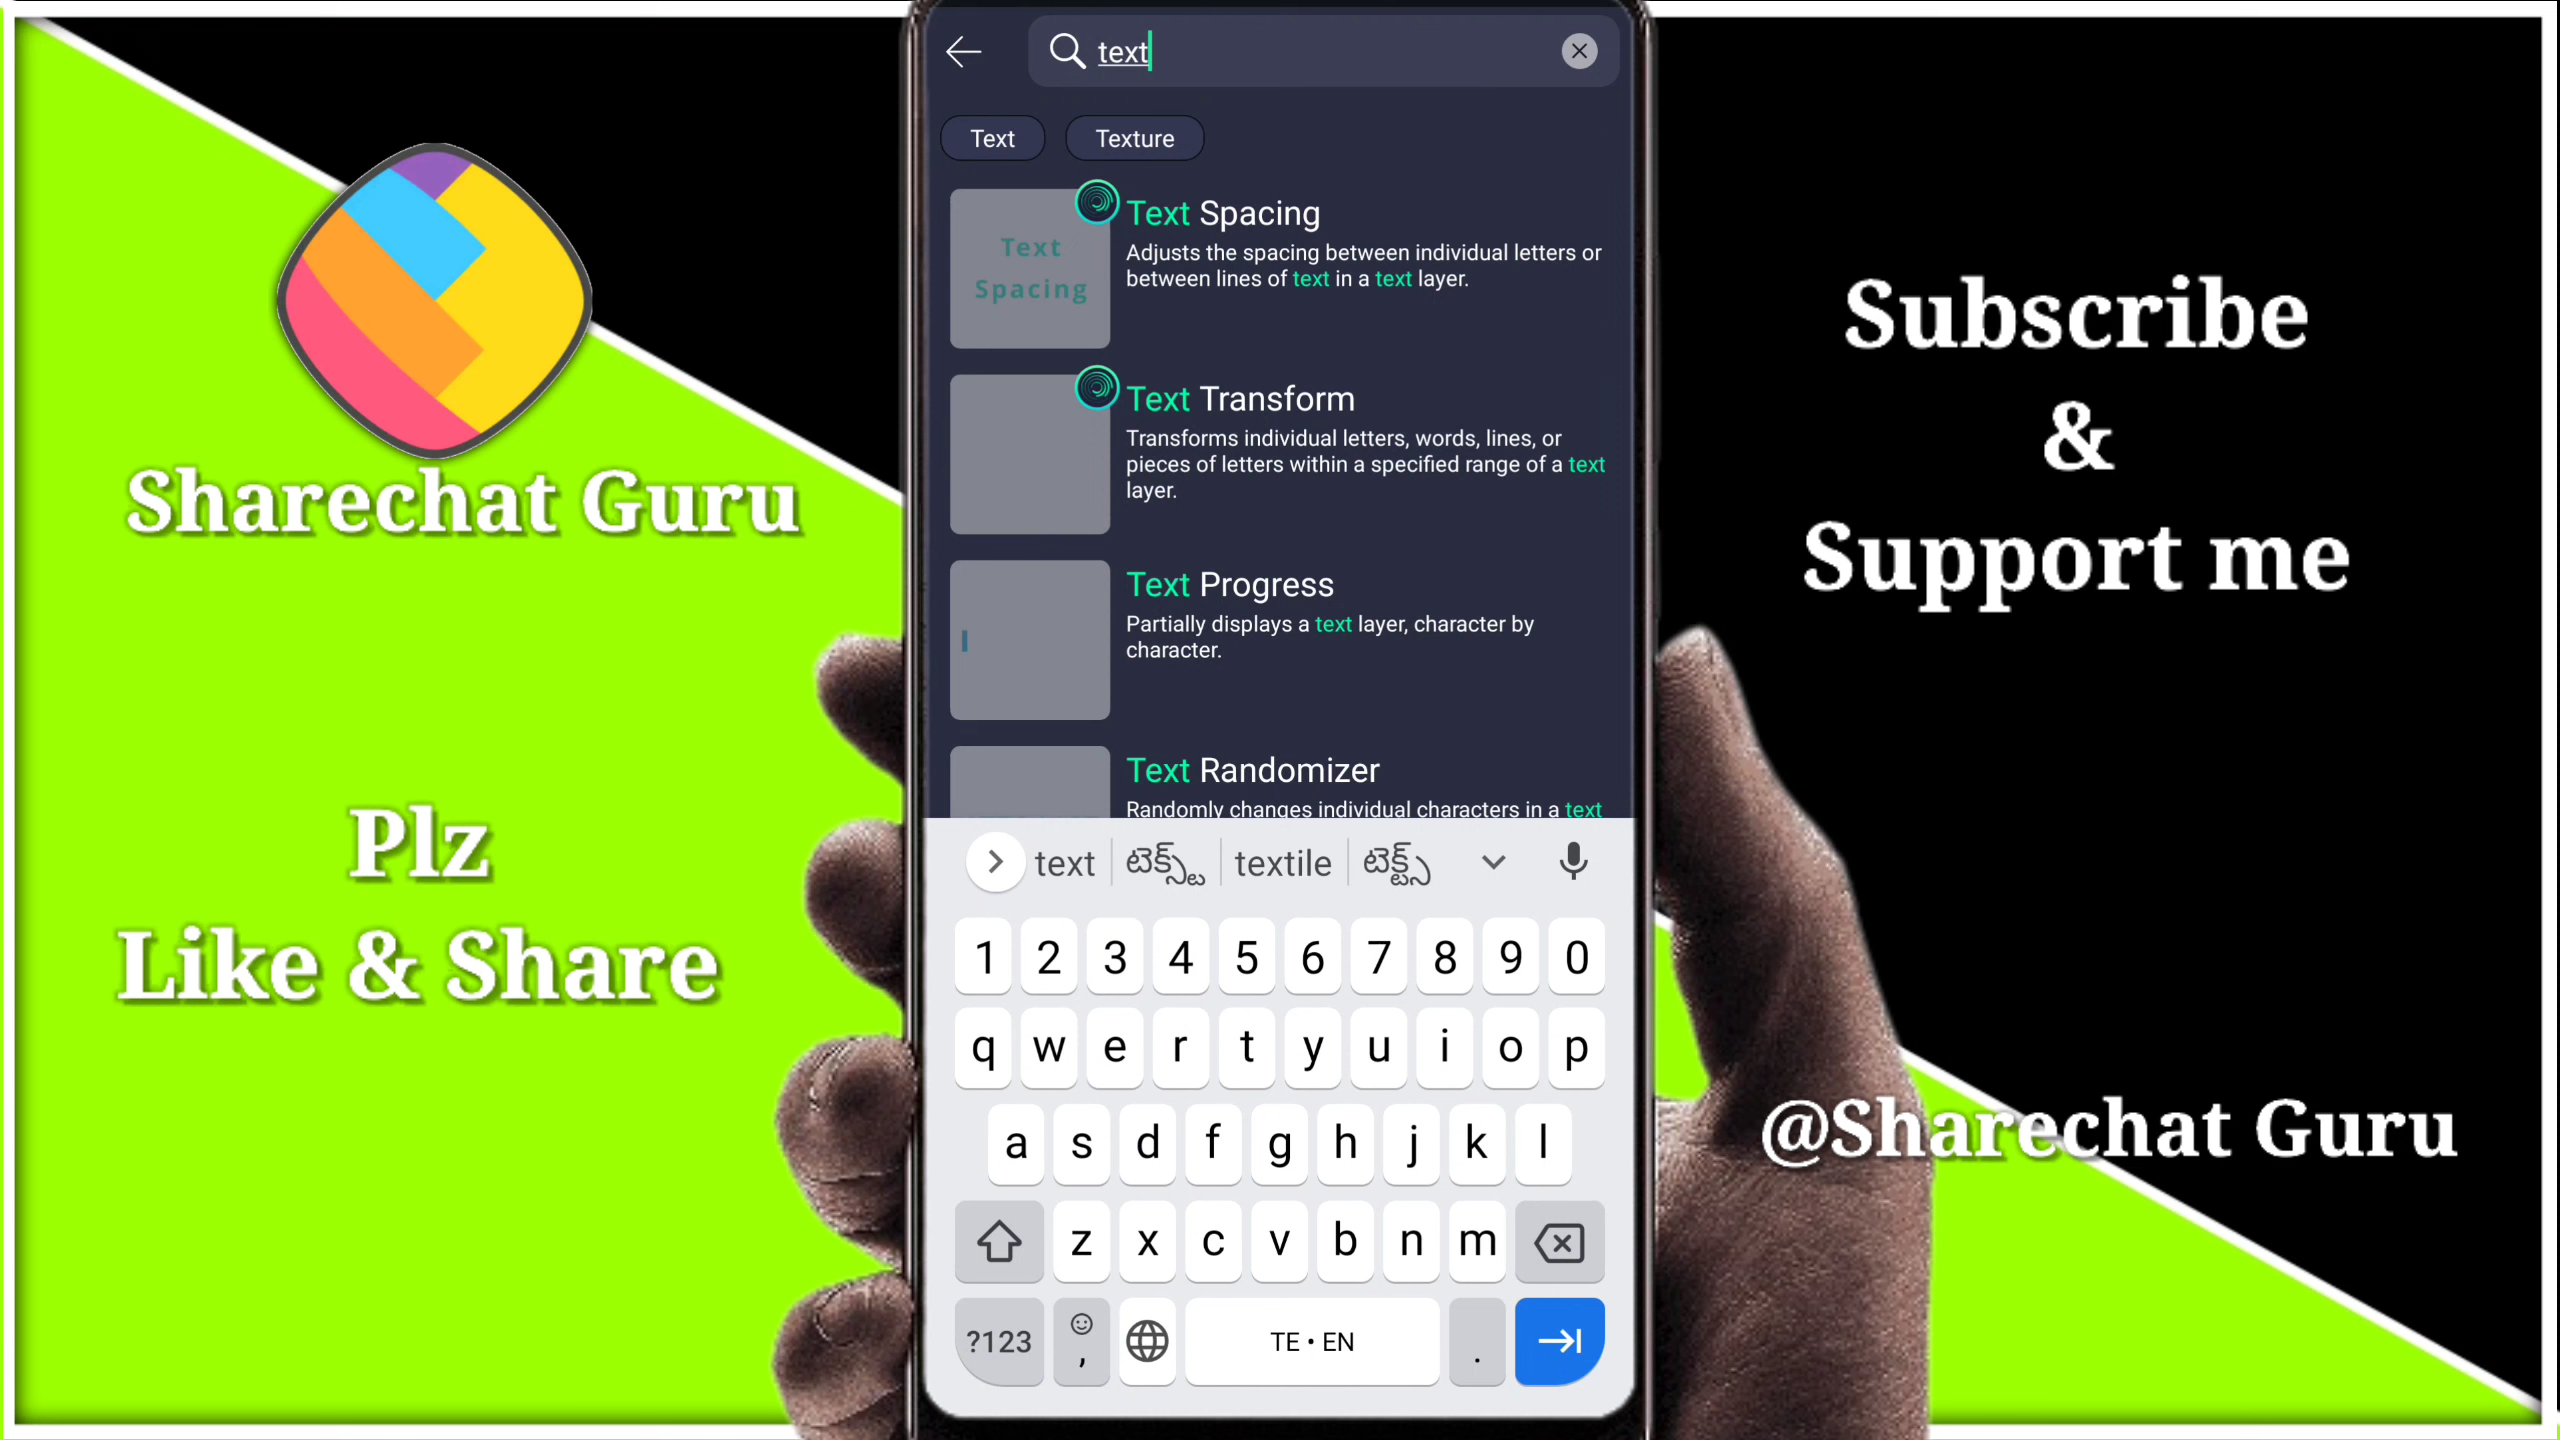 text
Text
Texture
Text
Spacing
Text Spacing
Adjusts the spacing between individual letters or
between lines of text in a text layer.
Text Transform
Transforms individual letters, words, lines, or
pieces of letters within a specified range of a text
layer.
Text Progress
Partially displays a text layer, character by
character.
Text Randomizer
Randomly changes individual characters in a text
text టెక్స్ట్ textile టెక్ట్స్
1 2 3 4 5 6 7 8 9 0
q w e r t y u i o p
a s d f g h j k l
z x c v b n m
?123 , TE • EN .
Sharechat Guru
Plz
Like & Share
Subscribe
&
Support me
@Sharechat Guru